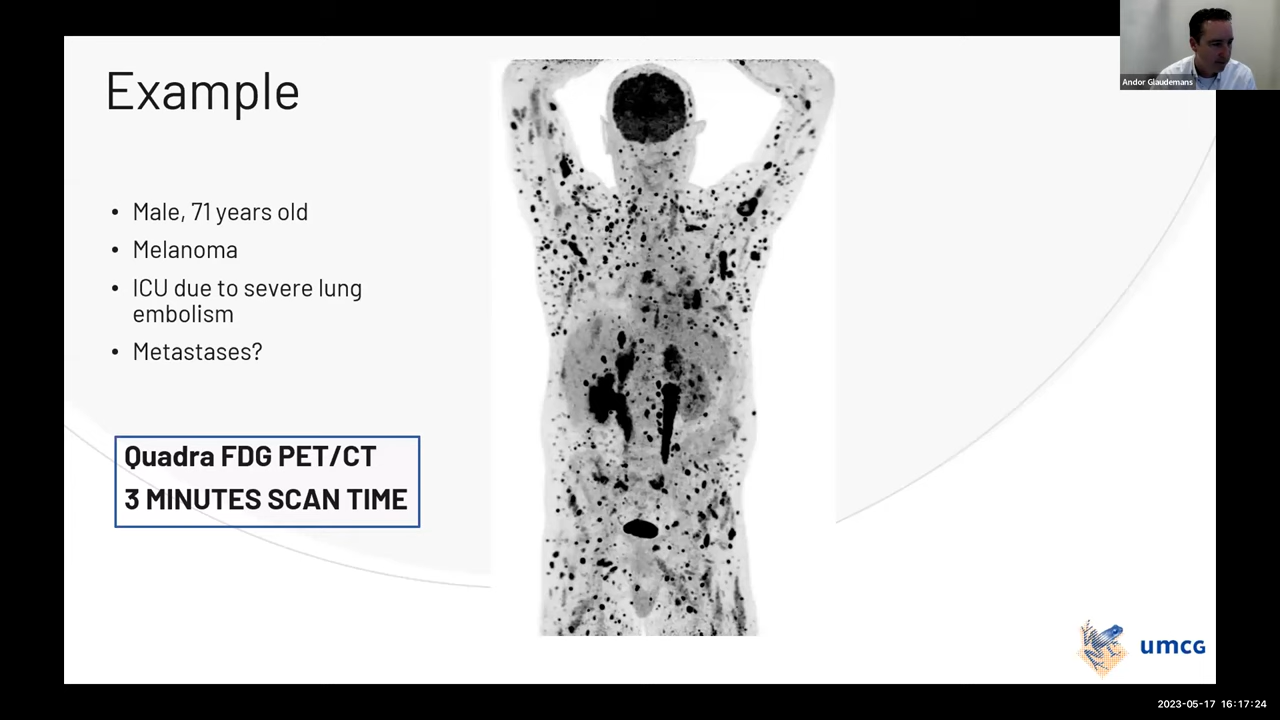 Andor Glaudemans
Example
• Male, 71 years old
• Melanoma
• ICU due to severe lung
embolism
• Metastases?
Quadra FDG PET/CT
3 MINUTES SCAN TIME
umcg
2023-05-17 16:17:24